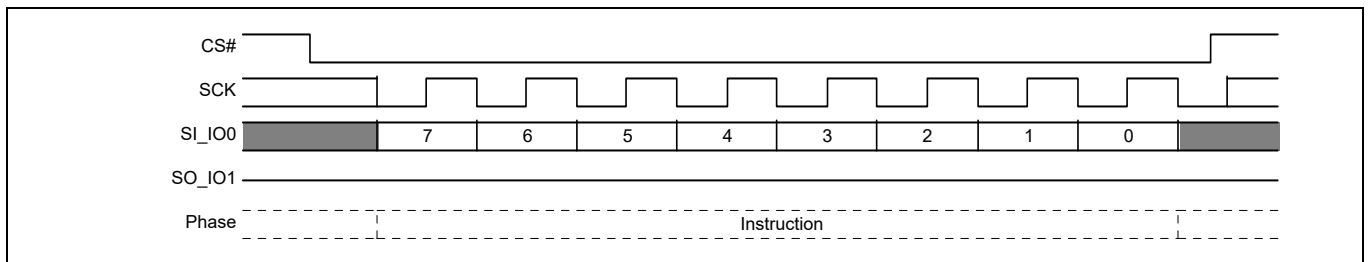 CS#
SCK
SI_IO0 7 6 5 4 3 2 1 0
SO_IO1
Phase Instruction